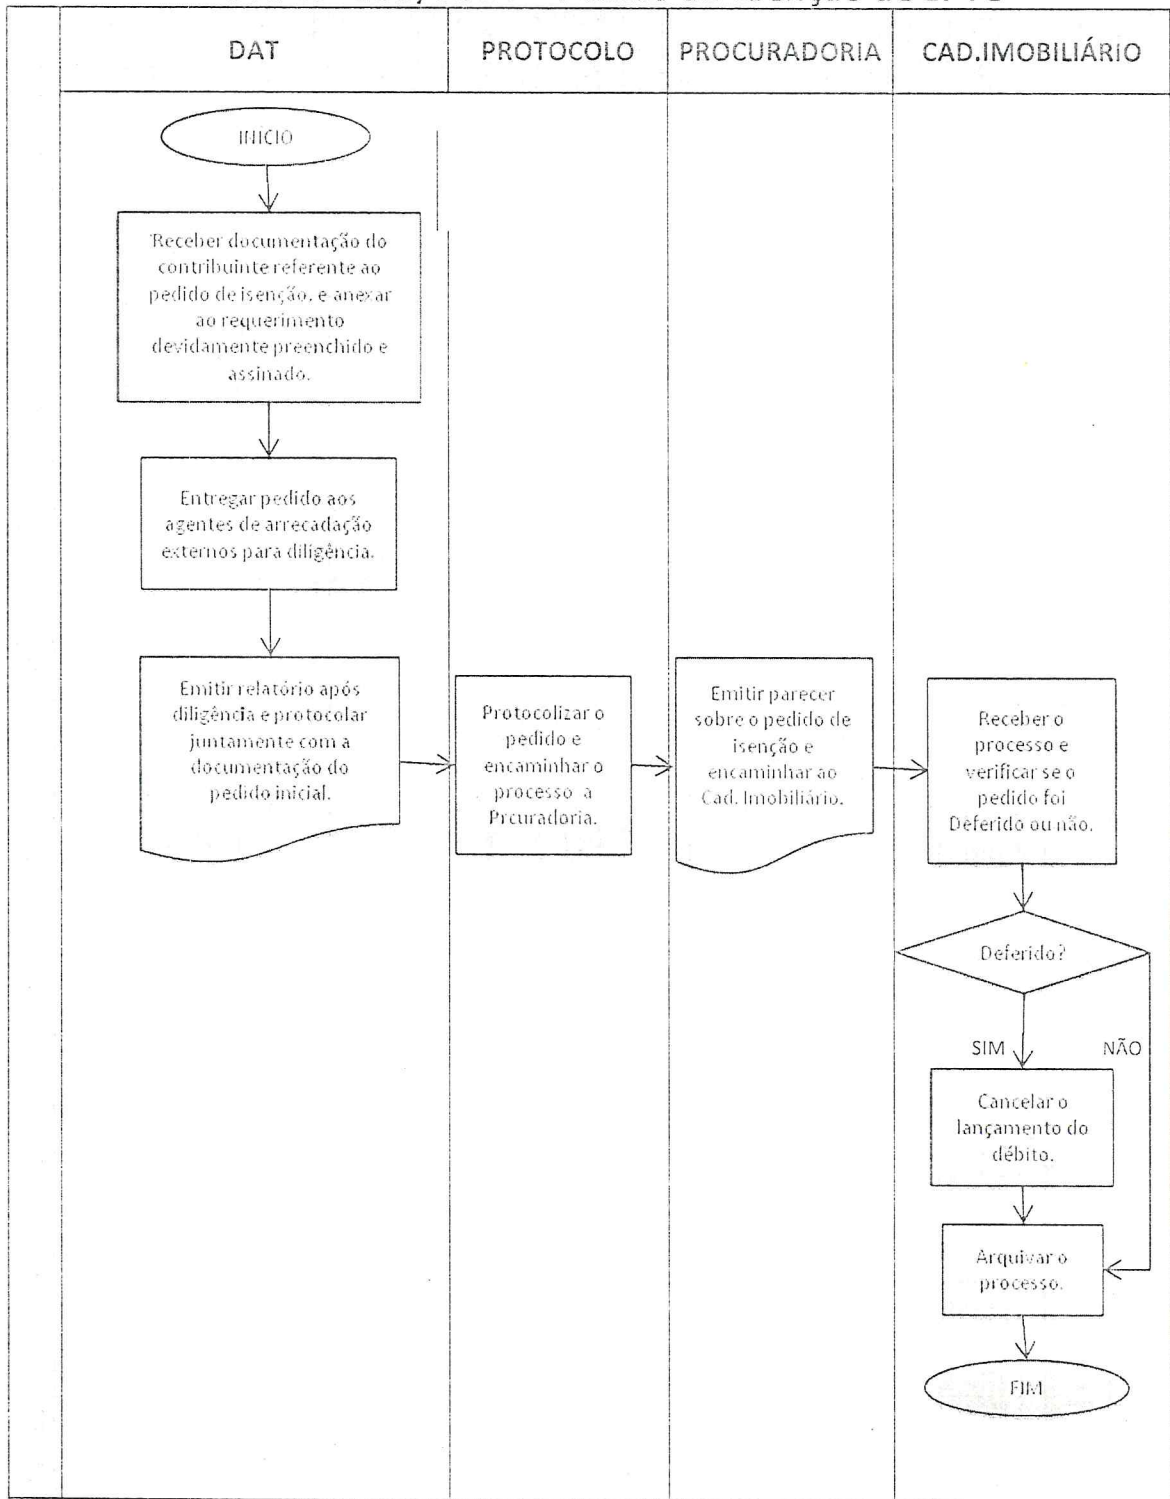 DAT
PROTOCOLO
PROCURADORIA
CAD.IMOBILIÁRIO
INÍCIO
Receber documentação do
contribuinte referente ao
pedido de isenção, e anexar
ao requerimento
devidamente preenchido e
assinado.
Entregar pedido aos
agentes de arrecadação
externos para diligência.
Emitir relatório após
diligência e protocolar
juntamente com a
documentação do
pedido inicial.
Protocolizar o
pedido e
encaminhar o
processo a
Prcuradoria.
Emitir parecer
sobre o pedido de
isenção e
encaminhar ao
Cad. Imobiliário.
Receber o
processo e
verificar se o
pedido foi
Deferido ou não.
Deferido?
SIM
NÃO
Cancelar o
lançamento do
débito.
Arquivar o
processo.
FIM